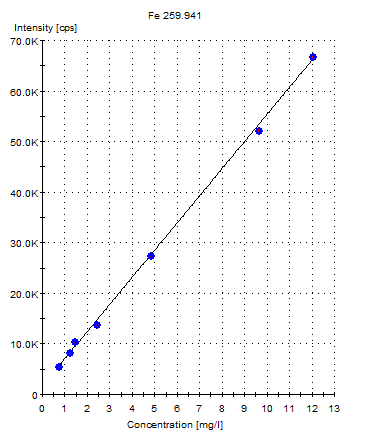 Fe 259.941
Intensity [cps]
70.0K
60.0K
50.0K
40.0K
30.0K
20.0K
10.0K
0
0 1 2 3 4 5 6 7 8 9 10 11 12 13
Concentration [mg/l]